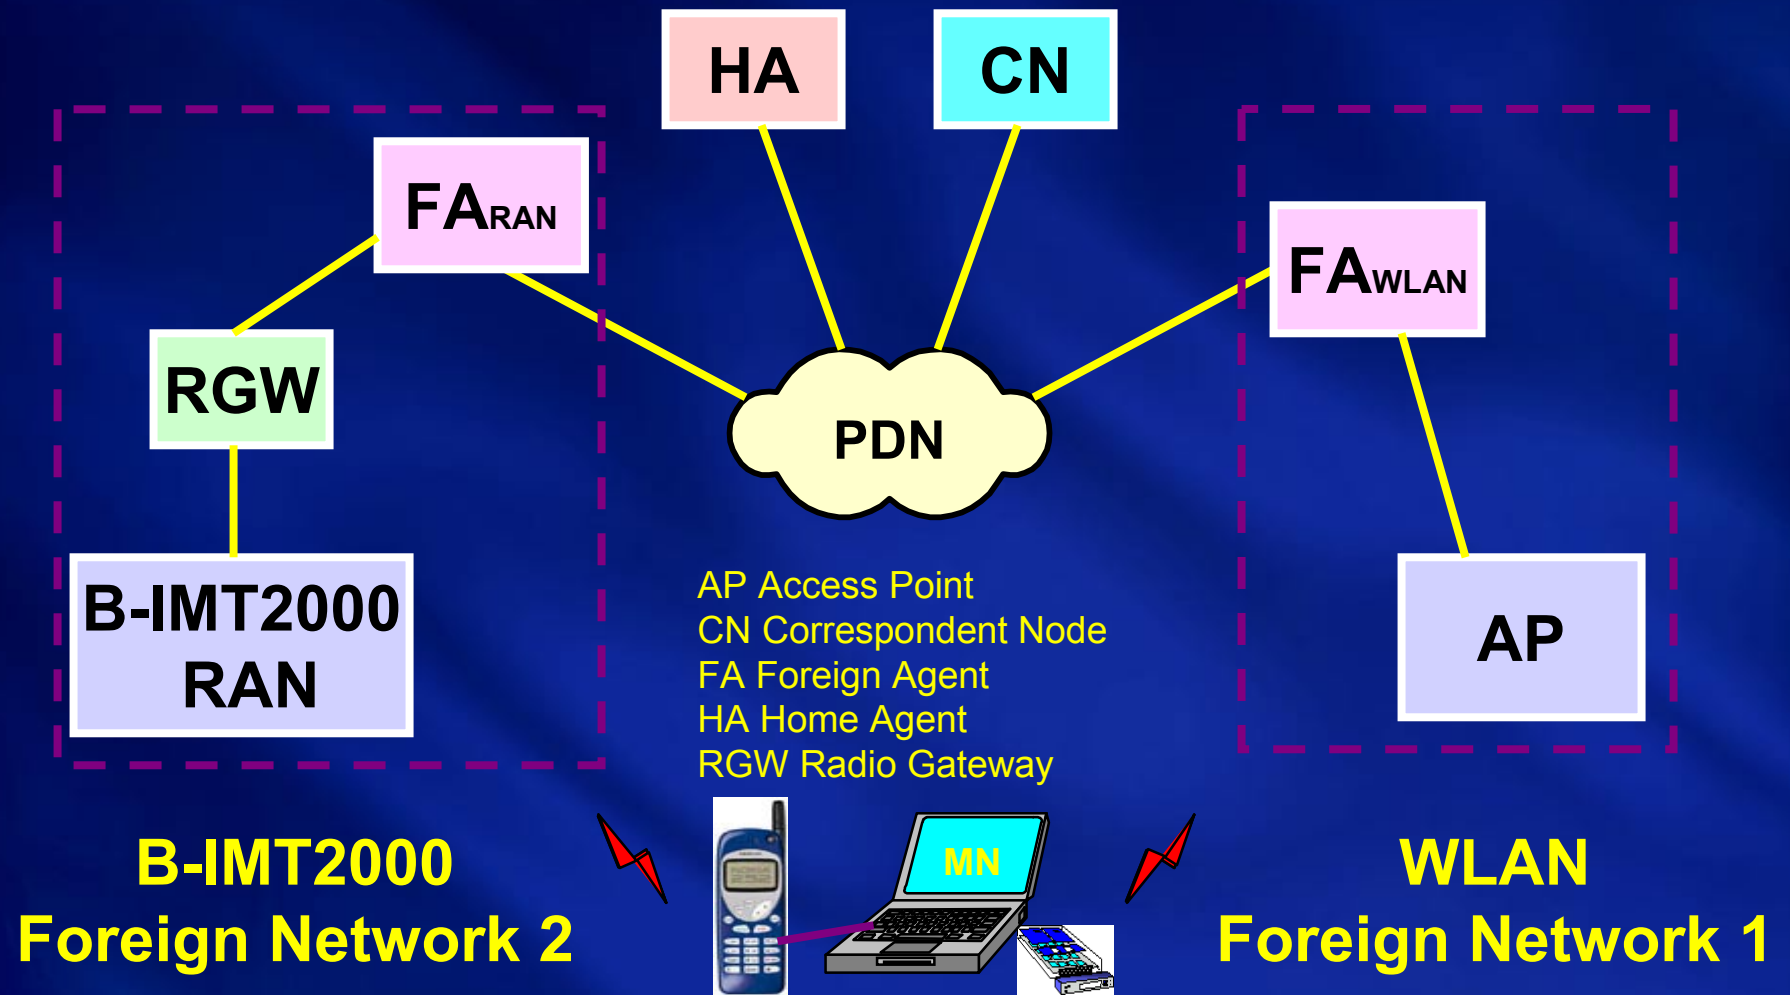 HA
CN
FARAN
FAWLAN
RGW
PDN
B-IMT2000
RAN
AP
AP Access Point
CN Correspondent Node
FA Foreign Agent
HA Home Agent
RGW Radio Gateway
MN
B-IMT2000
Foreign Network 2
WLAN
Foreign Network 1